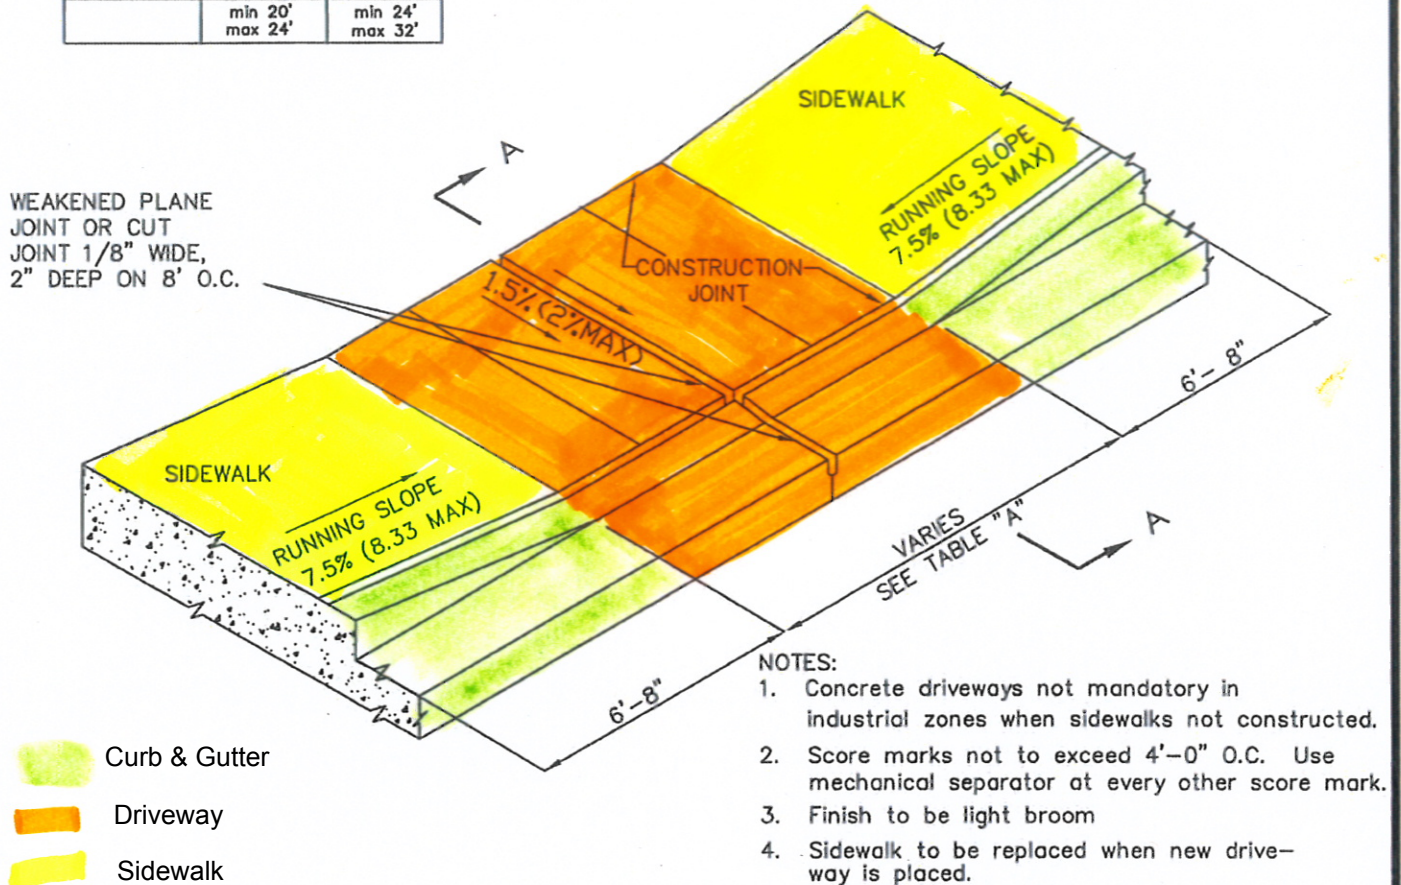 min 20' min 24'
max 24' max 32'
SIDEWALK
A
RUNNING SLOPE
7.5% (8.33 MAX)
WEAKENED PLANE
JOINT OR CUT
JOINT 1/8" WIDE,
2" DEEP ON 8' O.C.
CONSTRUCTION
JOINT
1.5% (2%MAX)
6'- 8"
SIDEWALK
RUNNING SLOPE
7.5% (8.33 MAX)
VARIES
SEE TABLE "A"
A
6'-8"
NOTES:
1. Concrete driveways not mandatory in
industrial zones when sidewalks not constructed.
2. Score marks not to exceed 4'-0" O.C. Use
mechanical separator at every other score mark.
3. Finish to be light broom
4. Sidewalk to be replaced when new drive-
way is placed.
Curb & Gutter
Driveway
Sidewalk